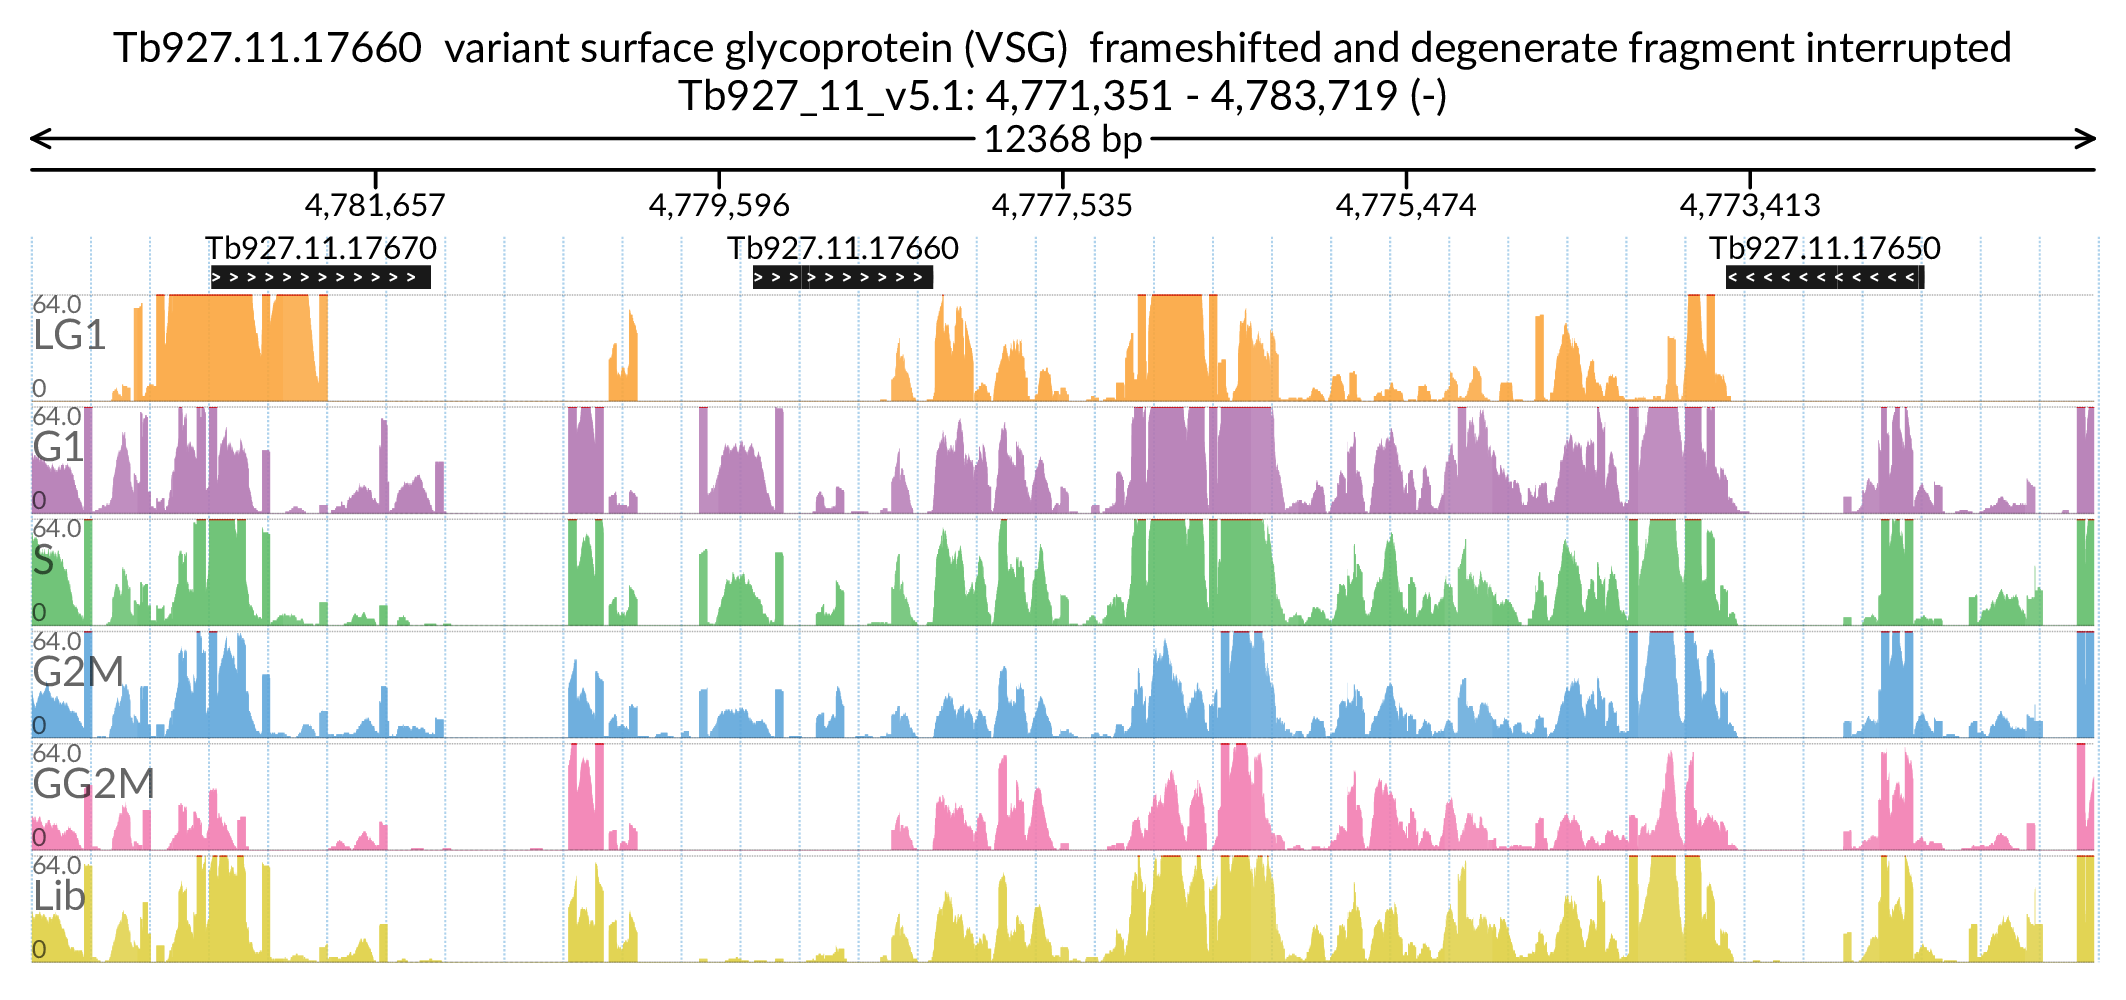 Tb927.11.17660 variant surface glycoprotein (VSG) frameshifted and degenerate fragment interrupted
Tb927_11_v5.1: 4,771,351 - 4,783,719 (-)
12368 bp
4,781,657 4,779,596 4,777,535 4,775,474 4,773,413
Tb927.11.17670 Tb927.11.17660 Tb927.11.17650
64.0
LG1
0
64.0
G1
0
64.0
S
0
64.0
G2M
0
64.0
GG2M
0
64.0
Lib
0